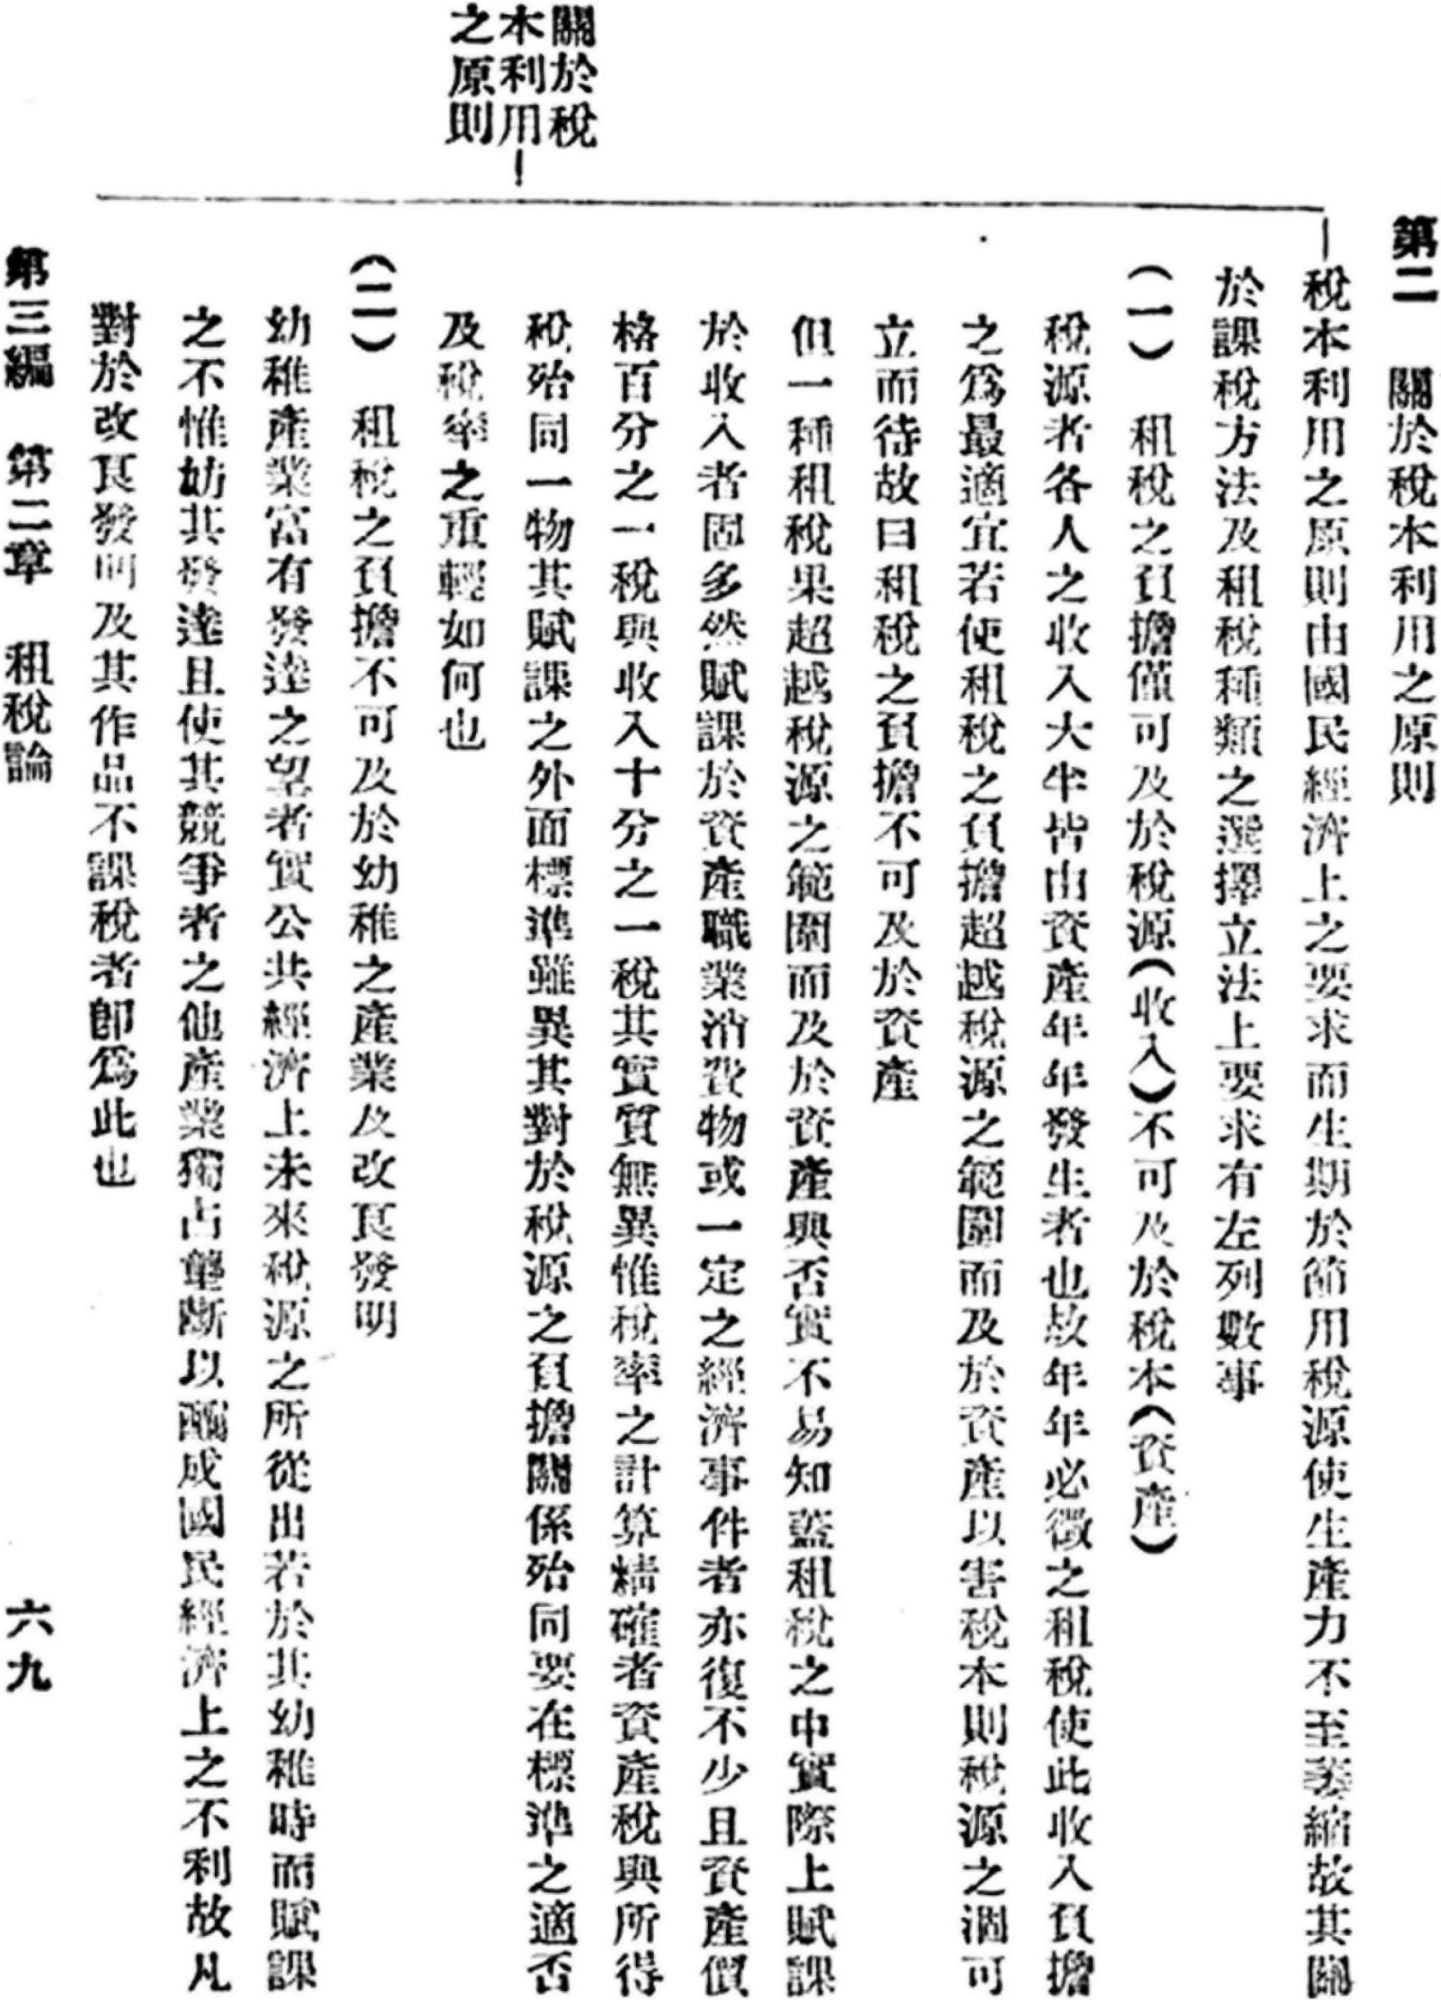 關於稅
本利用
之原則
第二　關於稅本利用之原則
稅本利用之原則由國民經濟上之要求而生期於節用稅源使生產力不至萎縮故其關
於課稅方法及租稅種類之選擇立法上要求有左列數事
（一）　租稅之負擔僅可及於稅源（收入）不可及於稅本（資產）
稅源者各人之收入大半皆由資產年年發生者也故年年必徵之租稅使此收入負擔
之爲最適宜若使租稅之負擔超越稅源之範圍而及於資產以害稅本則稅源之涸可
立而待故曰租稅之負擔不可及於資產
但一種租稅果超越稅源之範圍而及於資產與否實不易知蓋租稅之中實際上賦課
於收入者固多然賦課於資產職業消費物或一定之經濟事件者亦復不少且資產價
格百分之一稅與收入十分之一稅其實質無異惟稅率之計算精確者資產稅與所得
稅殆同一物其賦課之外面標準雖異其對於稅源之負擔關係殆同要在標準之適否
及稅率之重輕如何也
（二）　租稅之負擔不可及於幼稚之產業及改良發明
幼稚產業富有發達之望者實公共經濟上未來稅源之所從出若於其幼稚時而賦課
之不惟妨其發達且使其競爭者之他產業獨占壟斷以釀成國民經濟上之不利故凡
對於改良發明及其作品不課稅者卽爲此也
第三編　第二章　租稅論
六九